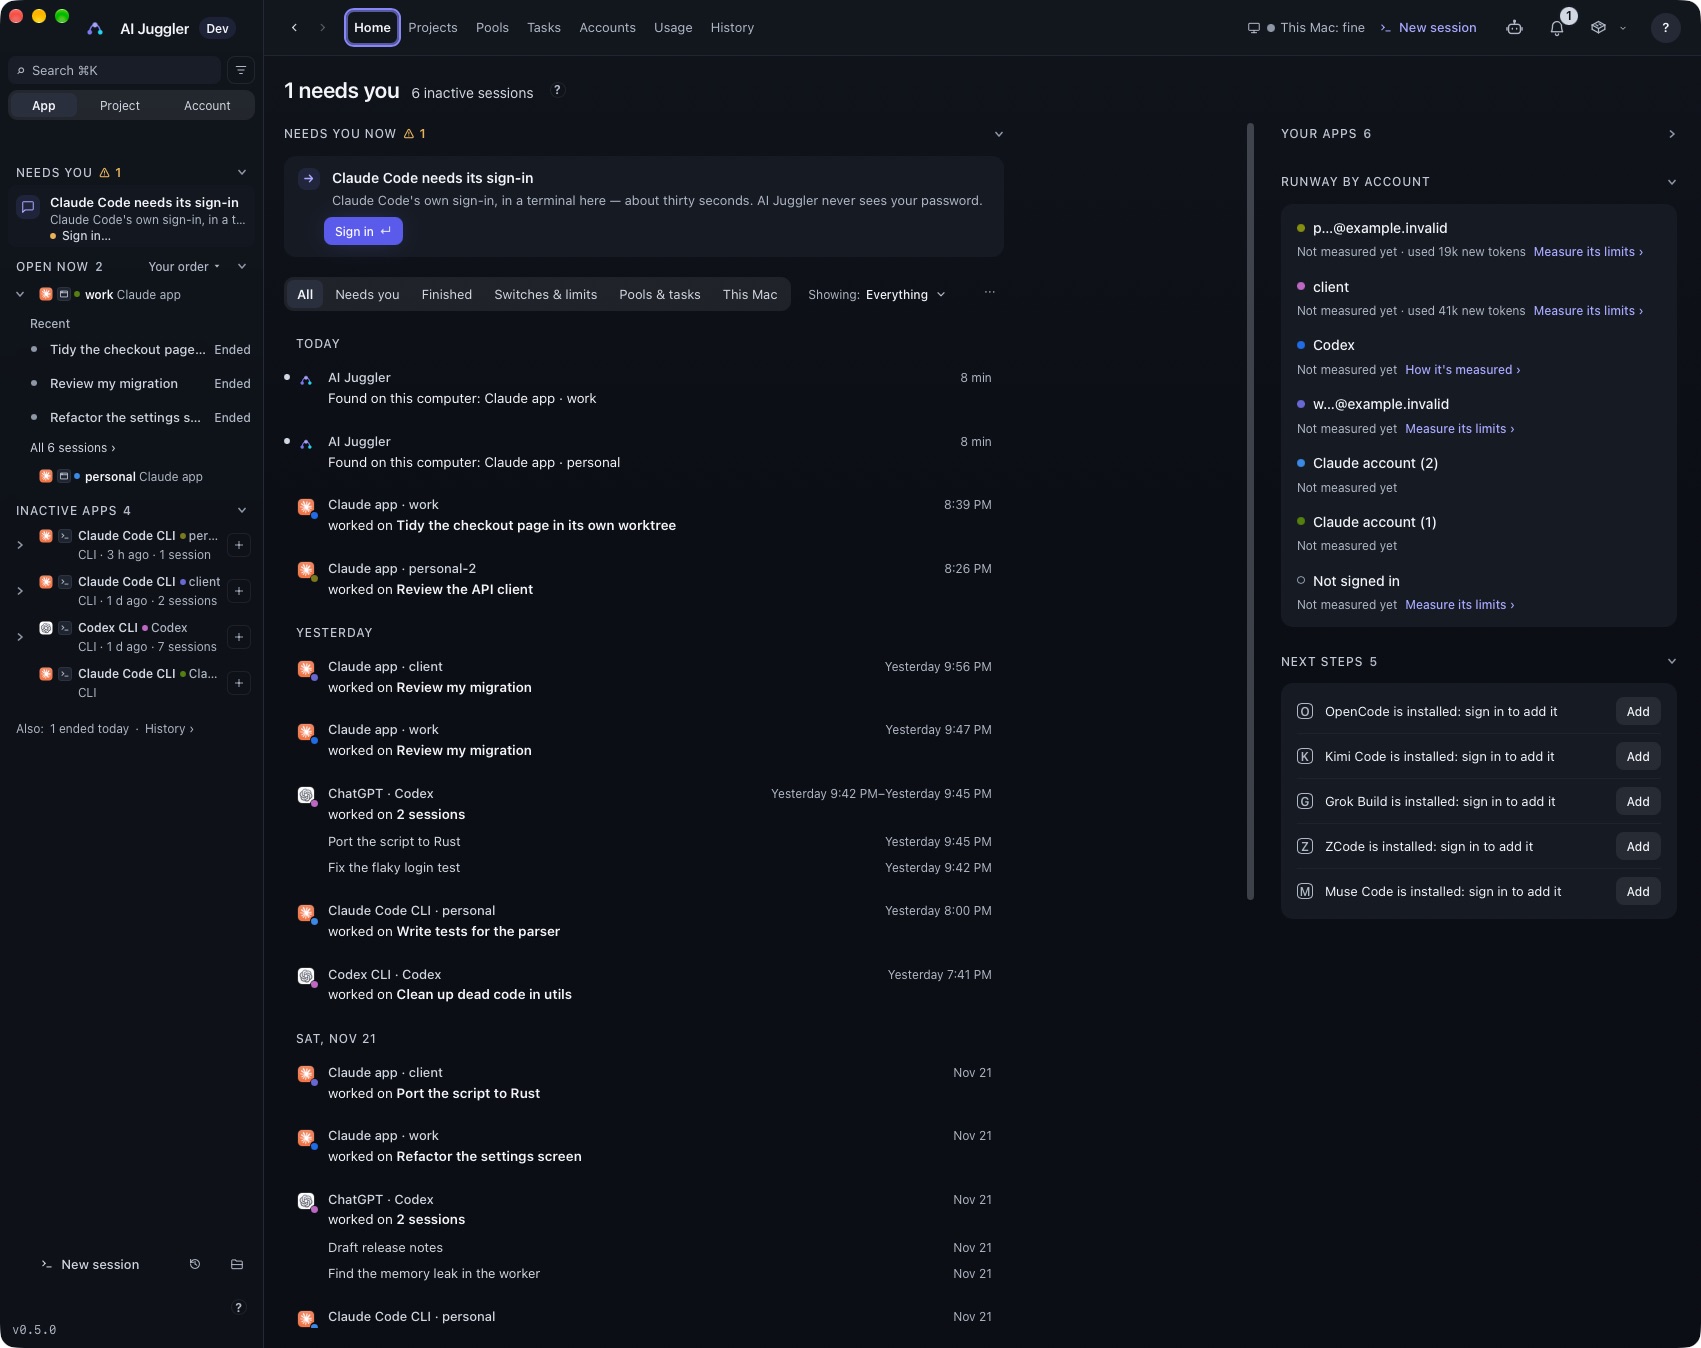 AI Juggler Dev
Search ⌘K
App Project Account
NEEDS YOU 1
Claude Code needs its sign-in
Claude Code's own sign-in, in a t...
Sign in...
OPEN NOW 2 Your order
work Claude app
Recent
Tidy the checkout page... Ended
Review my migration Ended
Refactor the settings s... Ended
All 6 sessions ›
personal Claude app
INACTIVE APPS 4
Claude Code CLI per...
CLI · 3 h ago · 1 session
Claude Code CLI client
CLI · 1 d ago · 2 sessions
Codex CLI Codex
CLI · 1 d ago · 7 sessions
Claude Code CLI Cla...
CLI
Also: 1 ended today · History ›
New session
?
v0.5.0
Home Projects Pools Tasks Accounts Usage History
This Mac: fine New session 1 ?
1 needs you 6 inactive sessions ?
NEEDS YOU NOW 1
Claude Code needs its sign-in
Claude Code's own sign-in, in a terminal here — about thirty seconds. AI Juggler never sees your password.
Sign in ↵
All Needs you Finished Switches & limits Pools & tasks This Mac Showing: Everything ...
TODAY
AI Juggler 8 min
Found on this computer: Claude app · work
AI Juggler 8 min
Found on this computer: Claude app · personal
Claude app · work 8:39 PM
worked on Tidy the checkout page in its own worktree
Claude app · personal-2 8:26 PM
worked on Review the API client
YESTERDAY
Claude app · client Yesterday 9:56 PM
worked on Review my migration
Claude app · work Yesterday 9:47 PM
worked on Review my migration
ChatGPT · Codex Yesterday 9:42 PM–Yesterday 9:45 PM
worked on 2 sessions
Port the script to Rust Yesterday 9:45 PM
Fix the flaky login test Yesterday 9:42 PM
Claude Code CLI · personal Yesterday 8:00 PM
worked on Write tests for the parser
Codex CLI · Codex Yesterday 7:41 PM
worked on Clean up dead code in utils
SAT, NOV 21
Claude app · client Nov 21
worked on Port the script to Rust
Claude app · work Nov 21
worked on Refactor the settings screen
ChatGPT · Codex Nov 21
worked on 2 sessions
Draft release notes Nov 21
Find the memory leak in the worker Nov 21
Claude Code CLI · personal Nov 21
YOUR APPS 6
RUNWAY BY ACCOUNT
p...@example.invalid
Not measured yet · used 19k new tokens Measure its limits ›
client
Not measured yet · used 41k new tokens Measure its limits ›
Codex
Not measured yet How it's measured ›
w...@example.invalid
Not measured yet Measure its limits ›
Claude account (2)
Not measured yet
Claude account (1)
Not measured yet
Not signed in
Not measured yet Measure its limits ›
NEXT STEPS 5
O OpenCode is installed: sign in to add it Add
K Kimi Code is installed: sign in to add it Add
G Grok Build is installed: sign in to add it Add
Z ZCode is installed: sign in to add it Add
M Muse Code is installed: sign in to add it Add